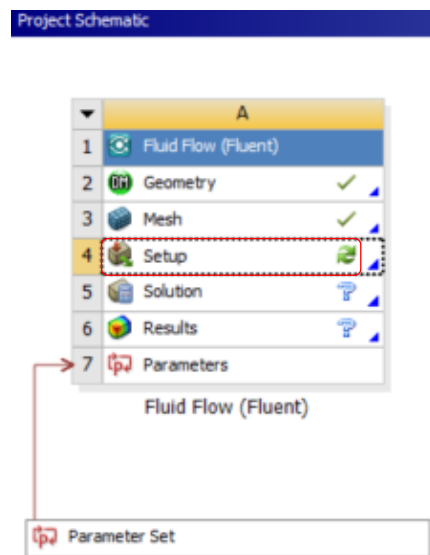 Project Schematic
A
1 Fluid Flow (Fluent)
2 DM Geometry
3 Mesh
4 Setup
5 Solution
6 Results
7 Parameters
Fluid Flow (Fluent)
Parameter Set